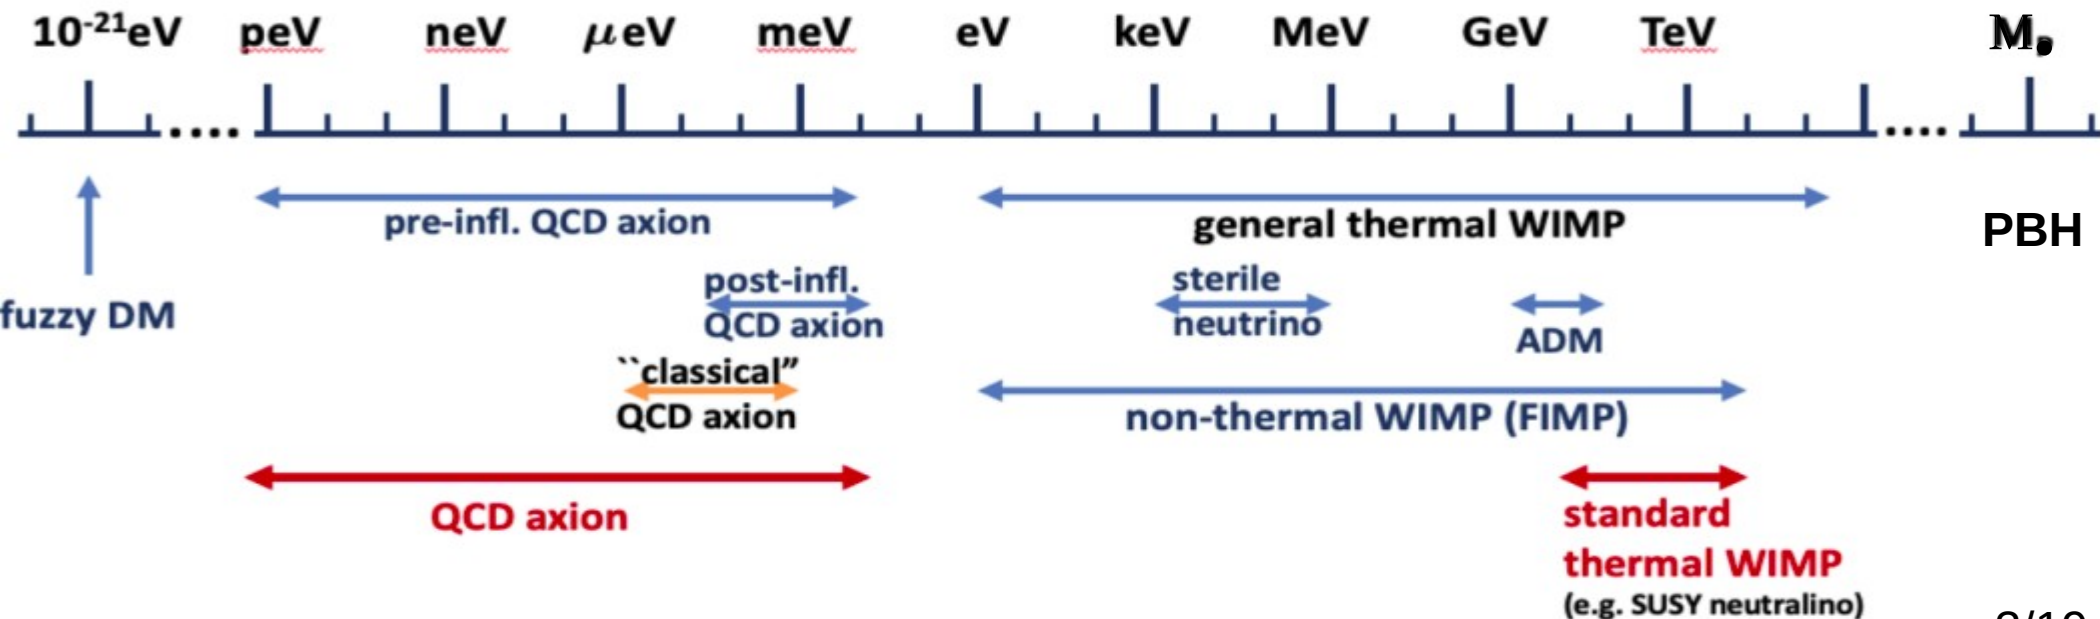 10⁻²¹eV peV neV μeV meV eV keV MeV GeV TeV M
pre-infl. QCD axion
general thermal WIMP
PBH
fuzzy DM
post-infl.
QCD axion
sterile
neutrino
ADM
``classical”
QCD axion
non-thermal WIMP (FIMP)
QCD axion
standard
thermal WIMP
(e.g. SUSY neutralino)